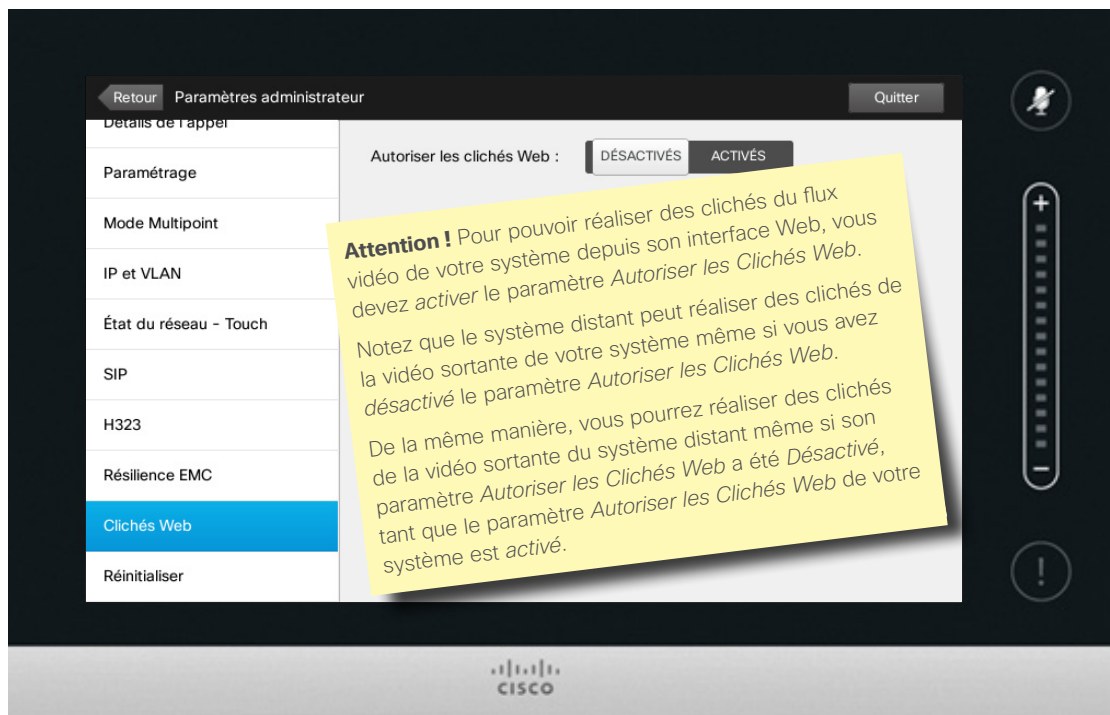 Retour Paramètres administrateur Quitter
Détails de l'appel
Paramétrage
Mode Multipoint
IP et VLAN
État du réseau - Touch
SIP
H323
Résilience EMC
Clichés Web
Réinitialiser
Autoriser les clichés Web : DÉSACTIVÉS ACTIVÉS
Attention ! Pour pouvoir réaliser des clichés du flux
vidéo de votre système depuis son interface Web, vous
devez activer le paramètre Autoriser les Clichés Web.
Notez que le système distant peut réaliser des clichés de
la vidéo sortante de votre système même si vous avez
désactivé le paramètre Autoriser les Clichés Web.
De la même manière, vous pourrez réaliser des clichés
de la vidéo sortante du système distant même si son
paramètre Autoriser les Clichés Web a été Désactivé,
tant que le paramètre Autoriser les Clichés Web de votre
système est activé.
+
−
!
CISCO